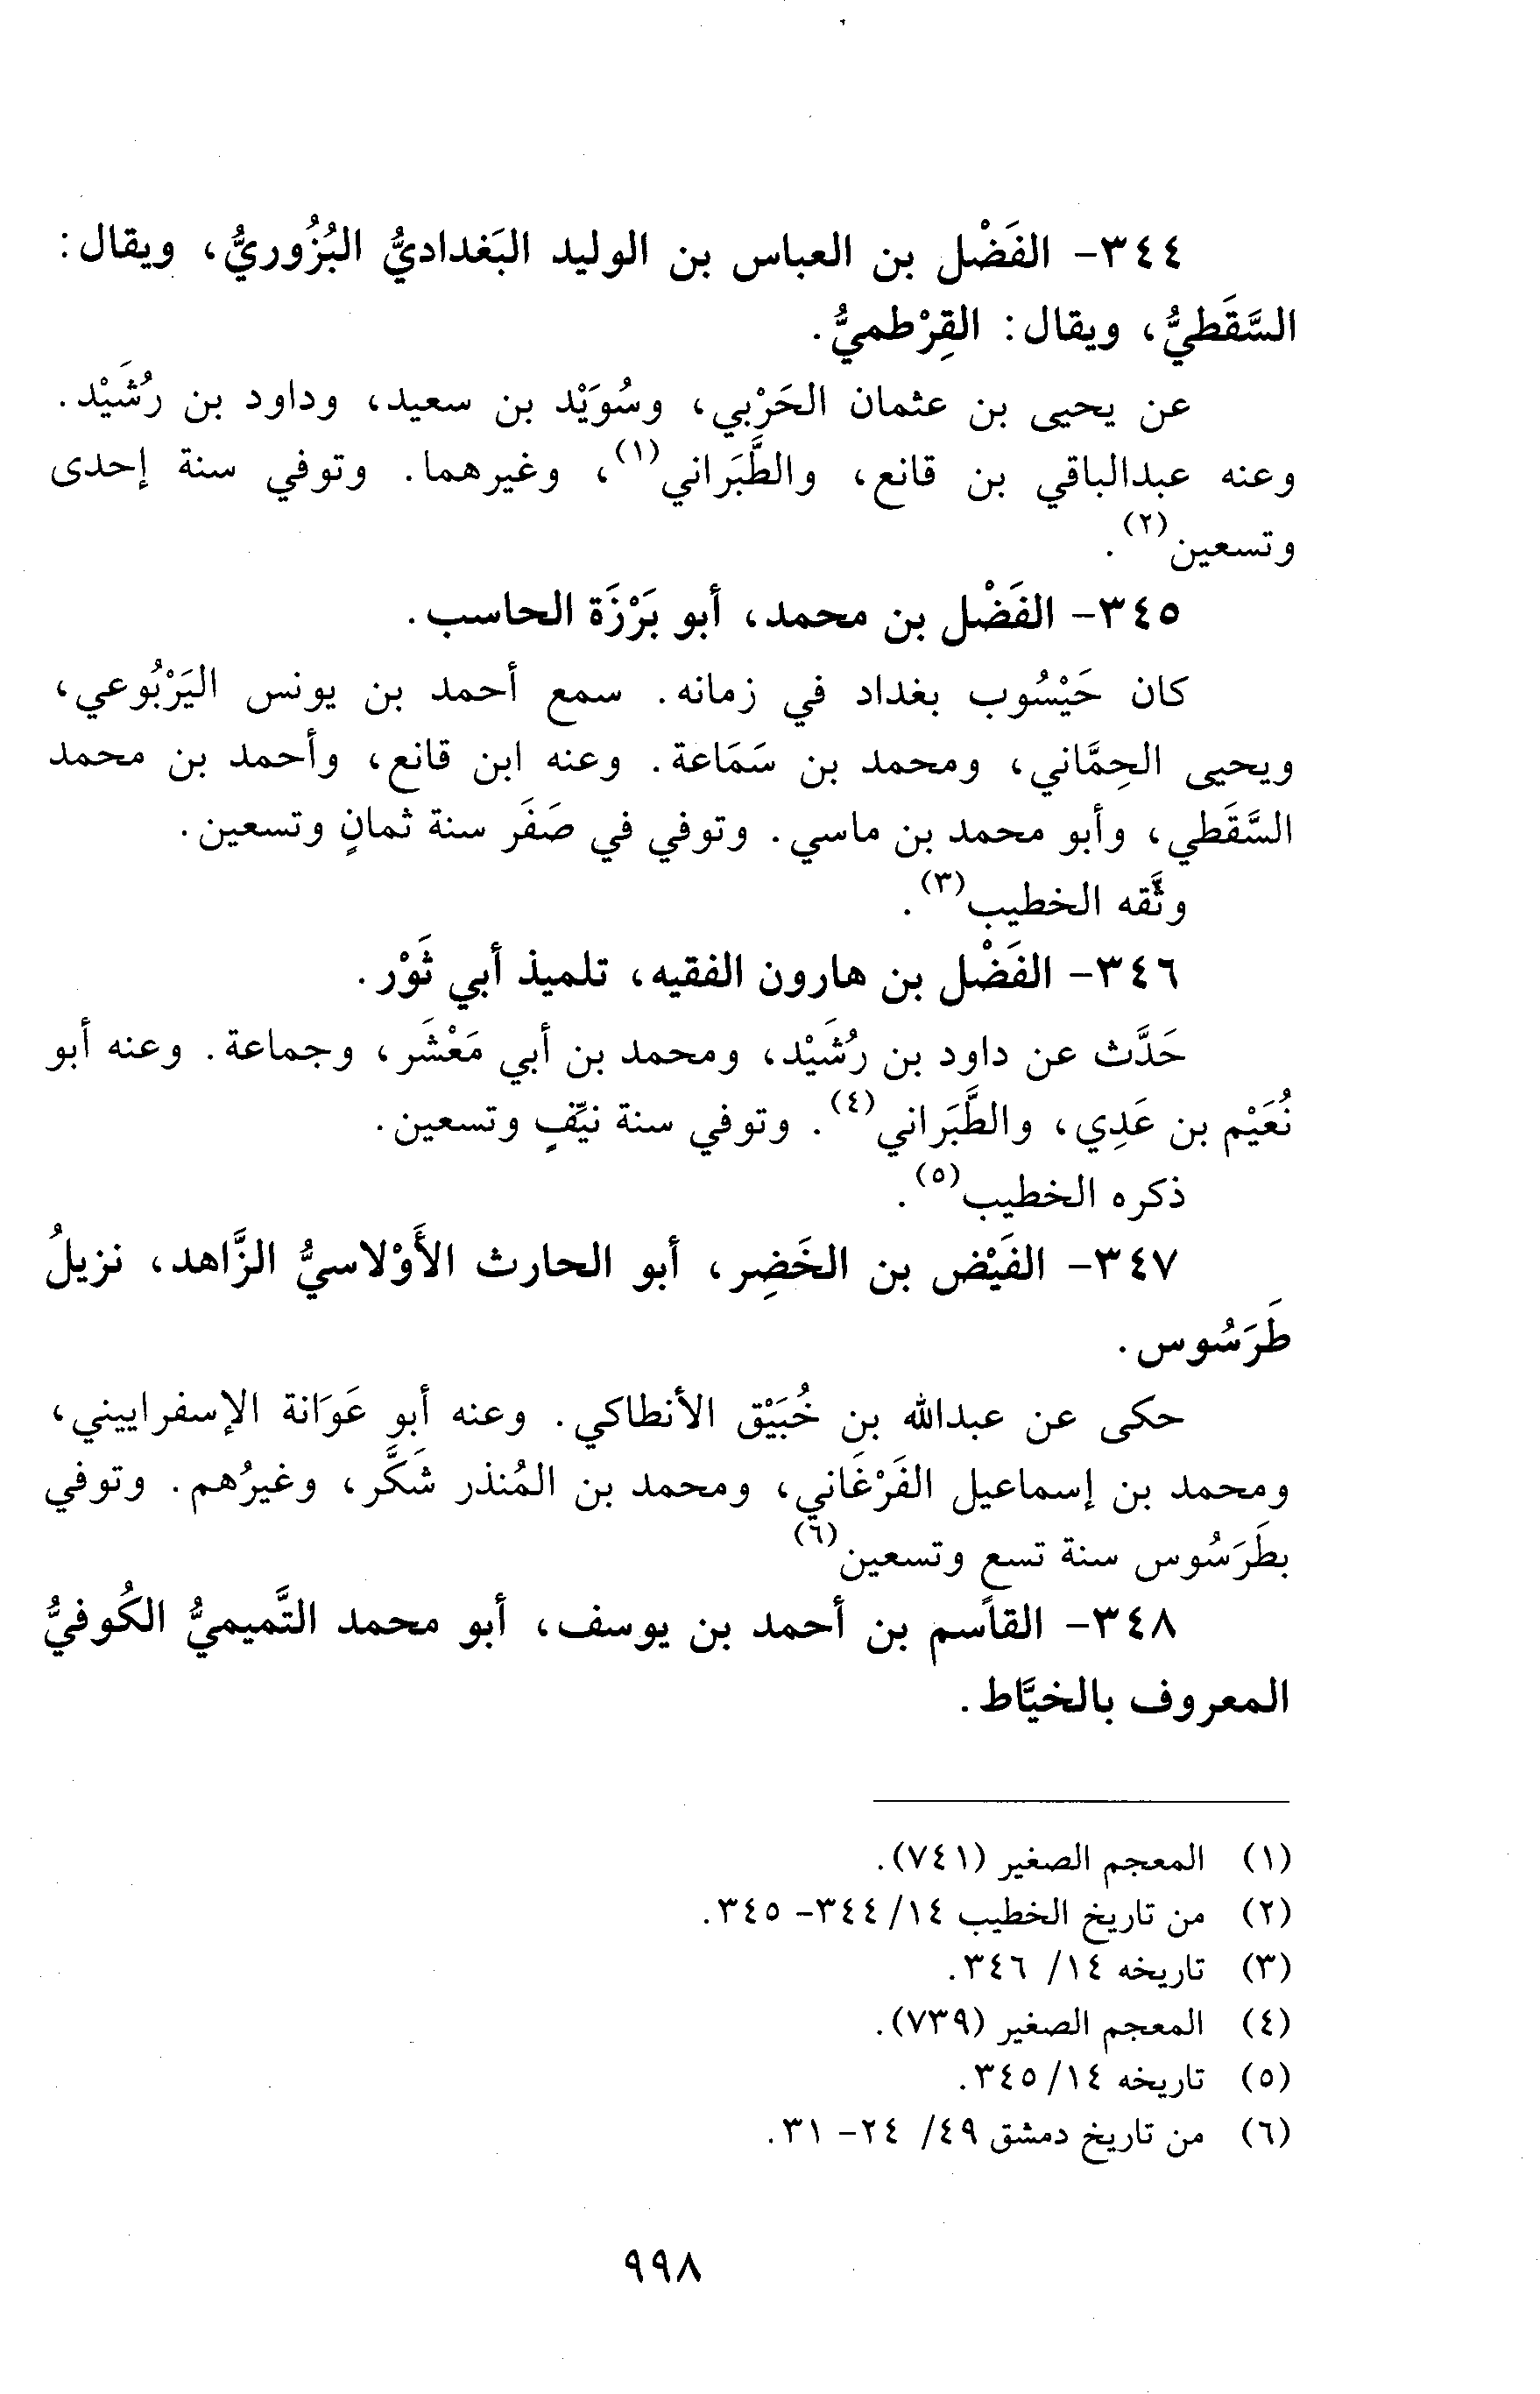 ٣٤٤- الفَضْل بن العباس بن الوليد البَغداديُّ البُزُوريُّ، ويقال:
السَّقَطيُّ، ويقال: القِرْطميُّ.
عن يحيى بن عثمان الحَرْبي، وسُوَيْد بن سعيد، وداود بن رُشَيْد.
وعنه عبدالباقي بن قانع، والطَّبَراني(١)، وغيرهما. وتوفي سنة إحدى
وتسعين(٢).
٣٤٥- الفَضْل بن محمد، أبو بَرْزَة الحاسب.
كان حَيْسُوب بغداد في زمانه. سمع أحمد بن يونس اليَرْبُوعي،
ويحيى الحِمَّاني، ومحمد بن سَمَاعة. وعنه ابن قانع، وأحمد بن محمد
السَّقَطي، وأبو محمد بن ماسي. وتوفي في صَفَر سنة ثمانٍ وتسعين.
وثَّقه الخطيب(٣).
٣٤٦- الفَضْل بن هارون الفقيه، تلميذ أبي ثَوْر.
حَدَّث عن داود بن رُشَيْد، ومحمد بن أبي مَعْشَر، وجماعة. وعنه أبو
نُعَيْم بن عَدِي، والطَّبَراني(٤). وتوفي سنة نيِّفٍ وتسعين.
ذكره الخطيب(٥).
٣٤٧- الفَيْض بن الخَضِر، أبو الحارث الأَوْلاسيُّ الزَّاهد، نزيلُ
طَرَسُوس.
حكى عن عبدالله بن خُبَيْق الأنطاكي. وعنه أبو عَوَانة الإسفراييني،
ومحمد بن إسماعيل الفَرْغَاني، ومحمد بن المُنذر شَكَّر، وغيرُهم. وتوفي
بطَرَسُوس سنة تسع وتسعين(٦)
٣٤٨- القاسم بن أحمد بن يوسف، أبو محمد التَّميميُّ الكُوفيُّ
المعروف بالخيَّاط.
(١) المعجم الصغير (٧٤١).
(٢) من تاريخ الخطيب ١٤/ ٣٤٤- ٣٤٥.
(٣) تاريخه ١٤/ ٣٤٦.
(٤) المعجم الصغير (٧٣٩).
(٥) تاريخه ١٤/ ٣٤٥.
(٦) من تاريخ دمشق ٤٩/ ٢٤- ٣١.
٩٩٨